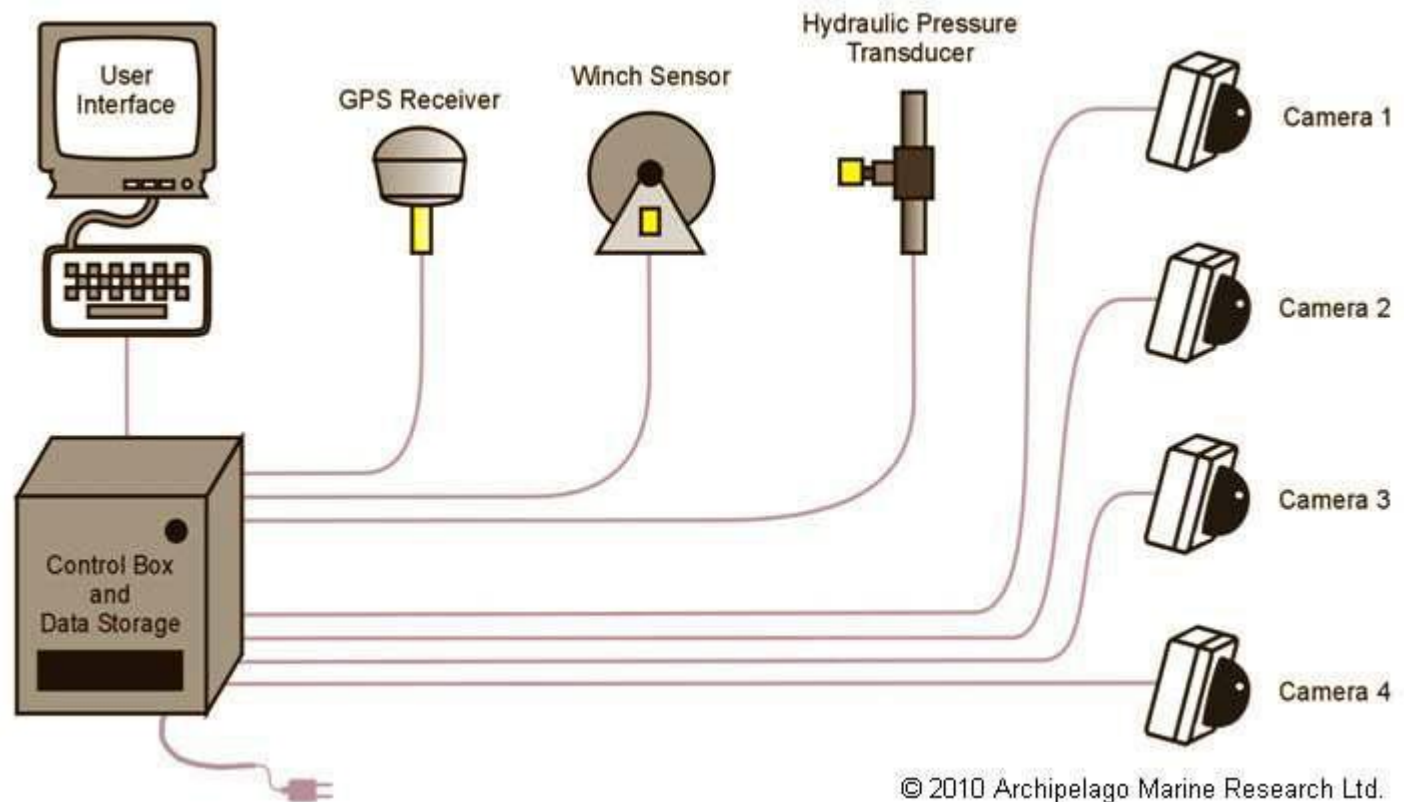 User
Interface
GPS Receiver
Winch Sensor
Hydraulic Pressure
Transducer
Camera 1
Camera 2
Camera 3
Camera 4
Control Box
and
Data Storage
© 2010 Archipelago Marine Research Ltd.